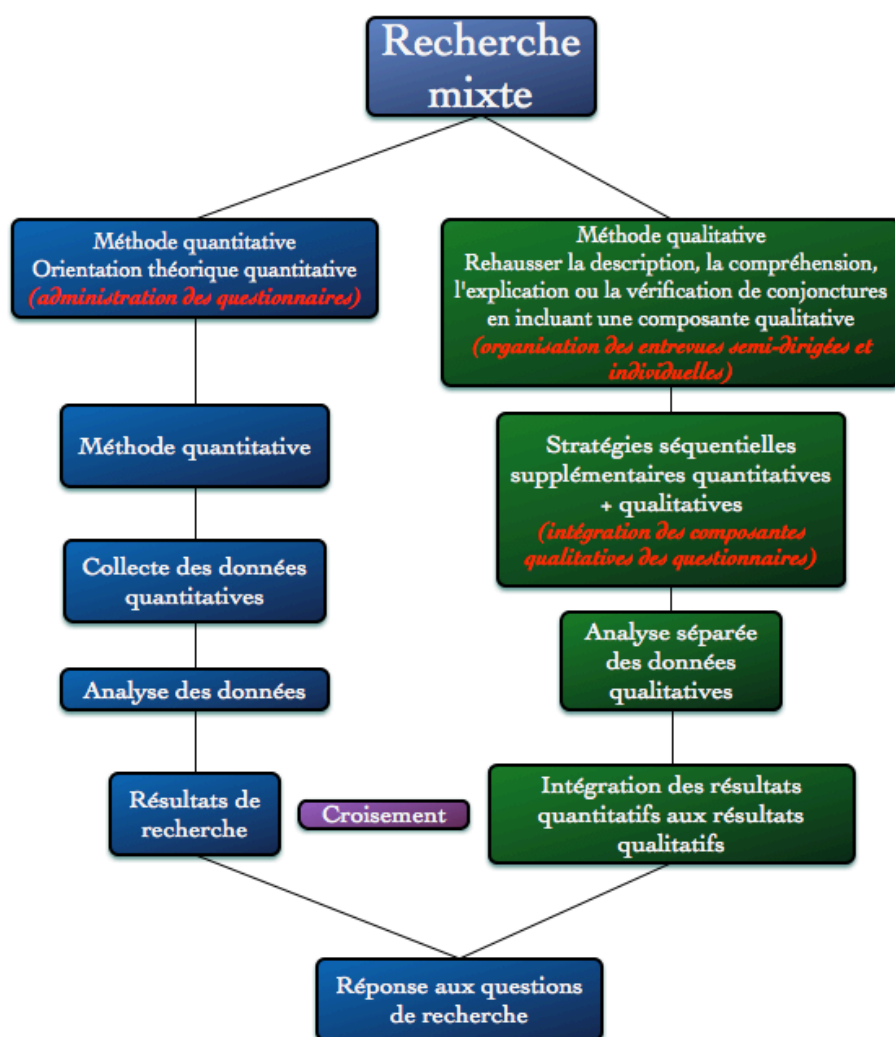 Recherche
mixte
Méthode quantitative
Orientation théorique quantitative
(administration des questionnaires)
Méthode qualitative
Rehausser la description, la compréhension,
l'explication ou la vérification de conjonctures
en incluant une composante qualitative
(organisation des entrevues semi-dirigées et
individuelles)
Méthode quantitative
Stratégies séquentielles
supplémentaires quantitatives
+ qualitatives
(intégration des composantes
qualitatives des questionnaires)
Collecte des données
quantitatives
Analyse séparée
des données
qualitatives
Analyse des données
Résultats de
recherche
Croisement
Intégration des résultats
quantitatifs aux résultats
qualitatifs
Réponse aux questions
de recherche